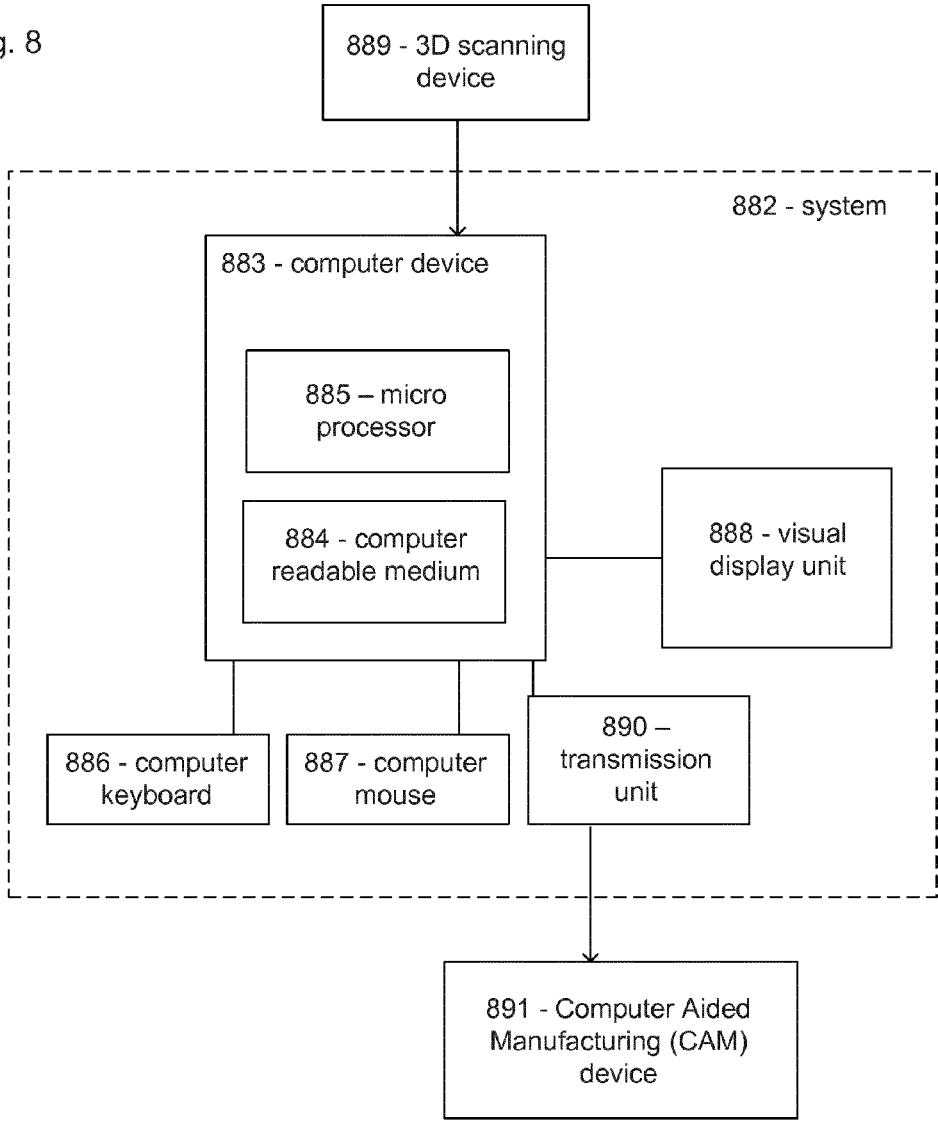 g. 8
889 - 3D scanning
device
882 - system
883 - computer device
885 – micro
processor
884 - computer
readable medium
888 - visual
display unit
886 - computer
keyboard
887 - computer
mouse
890 –
transmission
unit
891 - Computer Aided
Manufacturing (CAM)
device